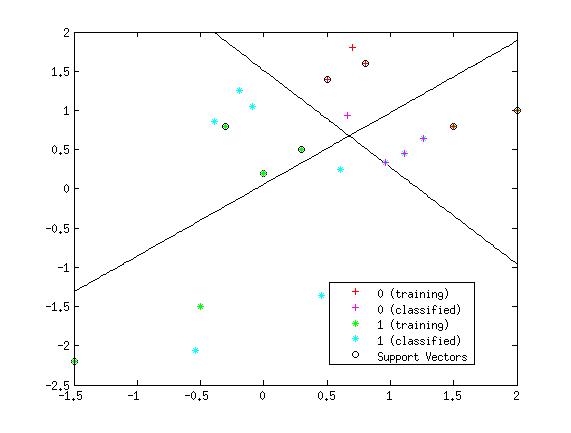 2
1.5
1
0.5
0
-0.5
-1
-1.5
-2
-2.5
-1.5 -1 -0.5 0 0.5 1 1.5 2
0 (training)
0 (classified)
1 (training)
1 (classified)
Support Vectors